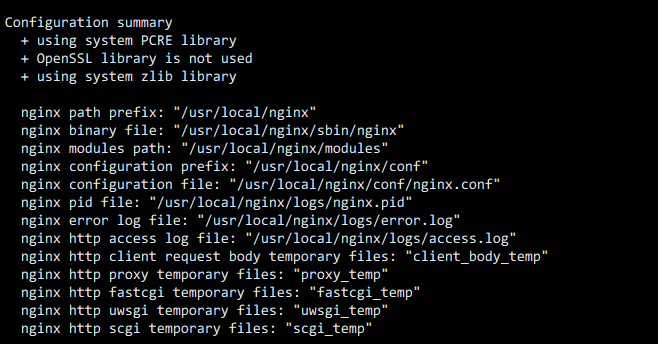 Configuration summary
+ using system PCRE library
+ OpenSSL library is not used
+ using system zlib library
nginx path prefix: "/usr/local/nginx"
nginx binary file: "/usr/local/nginx/sbin/nginx"
nginx modules path: "/usr/local/nginx/modules"
nginx configuration prefix: "/usr/local/nginx/conf"
nginx configuration file: "/usr/local/nginx/conf/nginx.conf"
nginx pid file: "/usr/local/nginx/logs/nginx.pid"
nginx error log file: "/usr/local/nginx/logs/error.log"
nginx http access log file: "/usr/local/nginx/logs/access.log"
nginx http client request body temporary files: "client_body_temp"
nginx http proxy temporary files: "proxy_temp"
nginx http fastcgi temporary files: "fastcgi_temp"
nginx http uwsgi temporary files: "uwsgi_temp"
nginx http scgi temporary files: "scgi_temp"